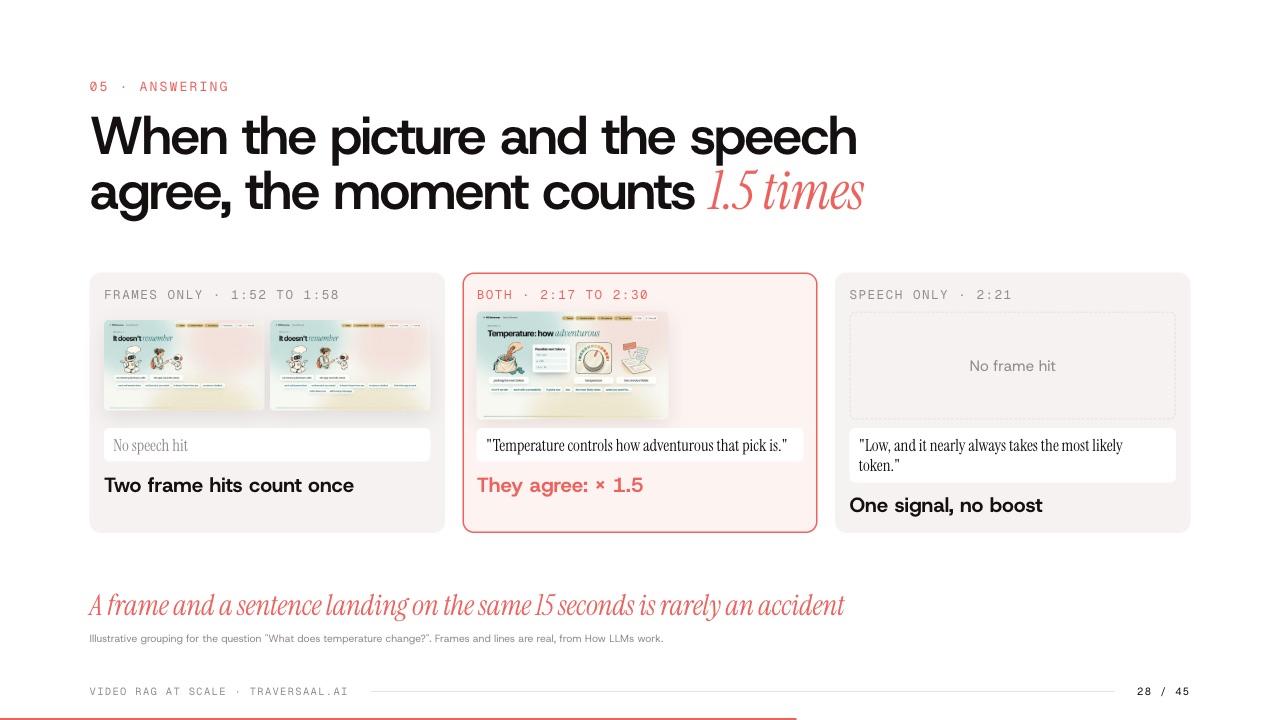 05 · ANSWERING
When the picture and the speech
agree, the moment counts 1.5 times
FRAMES ONLY · 1:52 TO 1:58
It doesn't remember
It doesn't remember
No speech hit
Two frame hits count once
BOTH · 2:17 TO 2:30
Temperature: how adventurous
picking the next token
temperature
"Temperature controls how adventurous that pick is."
They agree: × 1.5
SPEECH ONLY · 2:21
No frame hit
"Low, and it nearly always takes the most likely
token."
One signal, no boost
A frame and a sentence landing on the same 15 seconds is rarely an accident
Illustrative grouping for the question "What does temperature change?". Frames and lines are real, from How LLMs work.
VIDEO RAG AT SCALE · TRAVERSAAL.AI
28 / 45